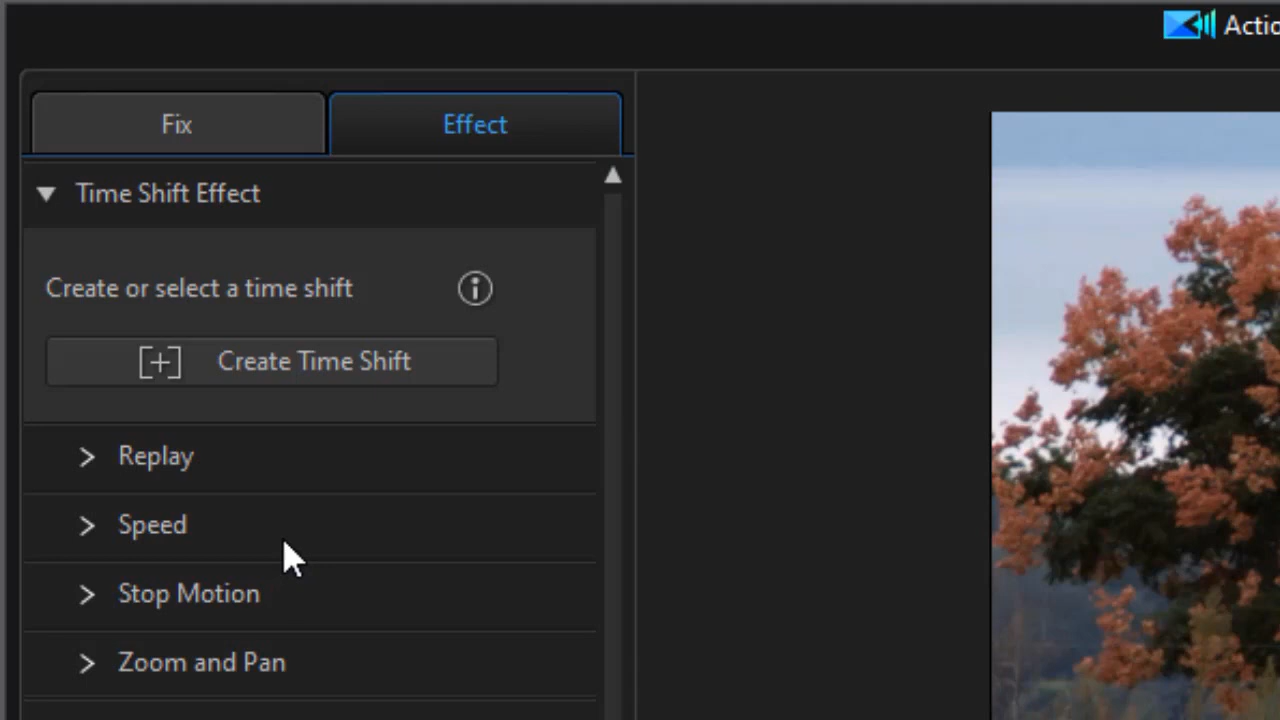 Actio
Fix
Effect
Time Shift Effect
Create or select a time shift
Create Time Shift
Replay
Speed
Stop Motion
Zoom and Pan